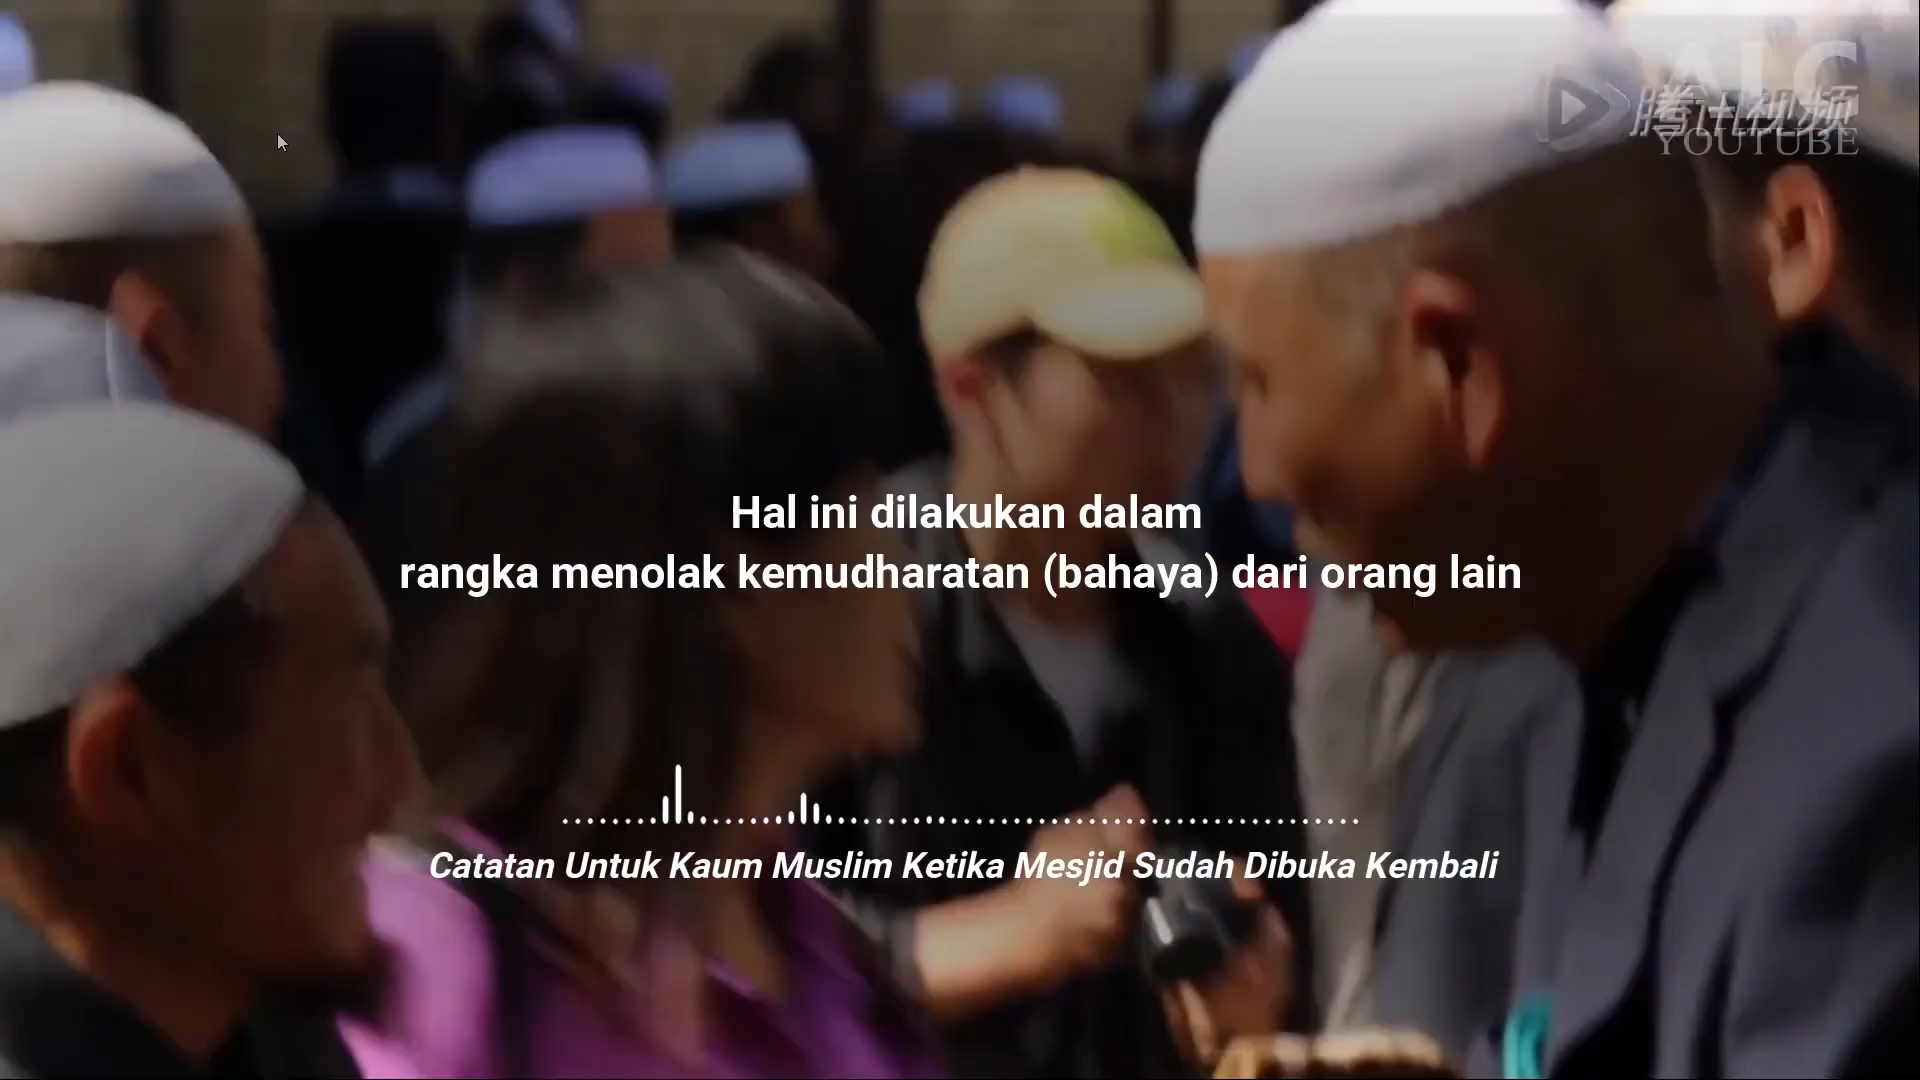 ALC
腾讯视频
YOUTUBE
Hal ini dilakukan dalam
rangka menolak kemudharatan (bahaya) dari orang lain
Catatan Untuk Kaum Muslim Ketika Mesjid Sudah Dibuka Kembali